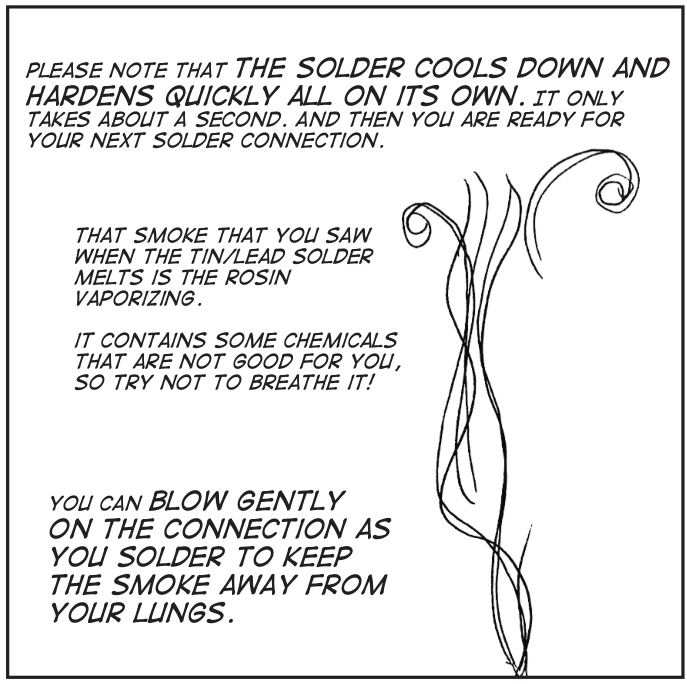 PLEASE NOTE THAT THE SOLDER COOLS DOWN AND
HARDENS QUICKLY ALL ON ITS OWN. IT ONLY
TAKES ABOUT A SECOND. AND THEN YOU ARE READY FOR
YOUR NEXT SOLDER CONNECTION.
THAT SMOKE THAT YOU SAW
WHEN THE TIN/LEAD SOLDER
MELTS IS THE ROSIN
VAPORIZING.
IT CONTAINS SOME CHEMICALS
THAT ARE NOT GOOD FOR YOU,
SO TRY NOT TO BREATHE IT!
YOU CAN BLOW GENTLY
ON THE CONNECTION AS
YOU SOLDER TO KEEP
THE SMOKE AWAY FROM
YOUR LUNGS.